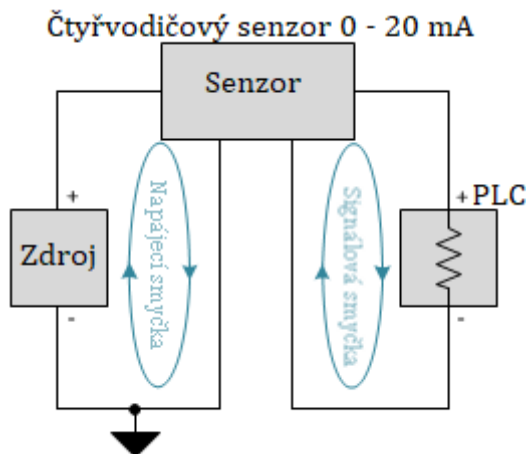 Čtyřvodičový senzor 0 - 20 mA
Senzor
Napájecí smyčka
Signálová smyčka
+
+ PLC
Zdroj
-
-